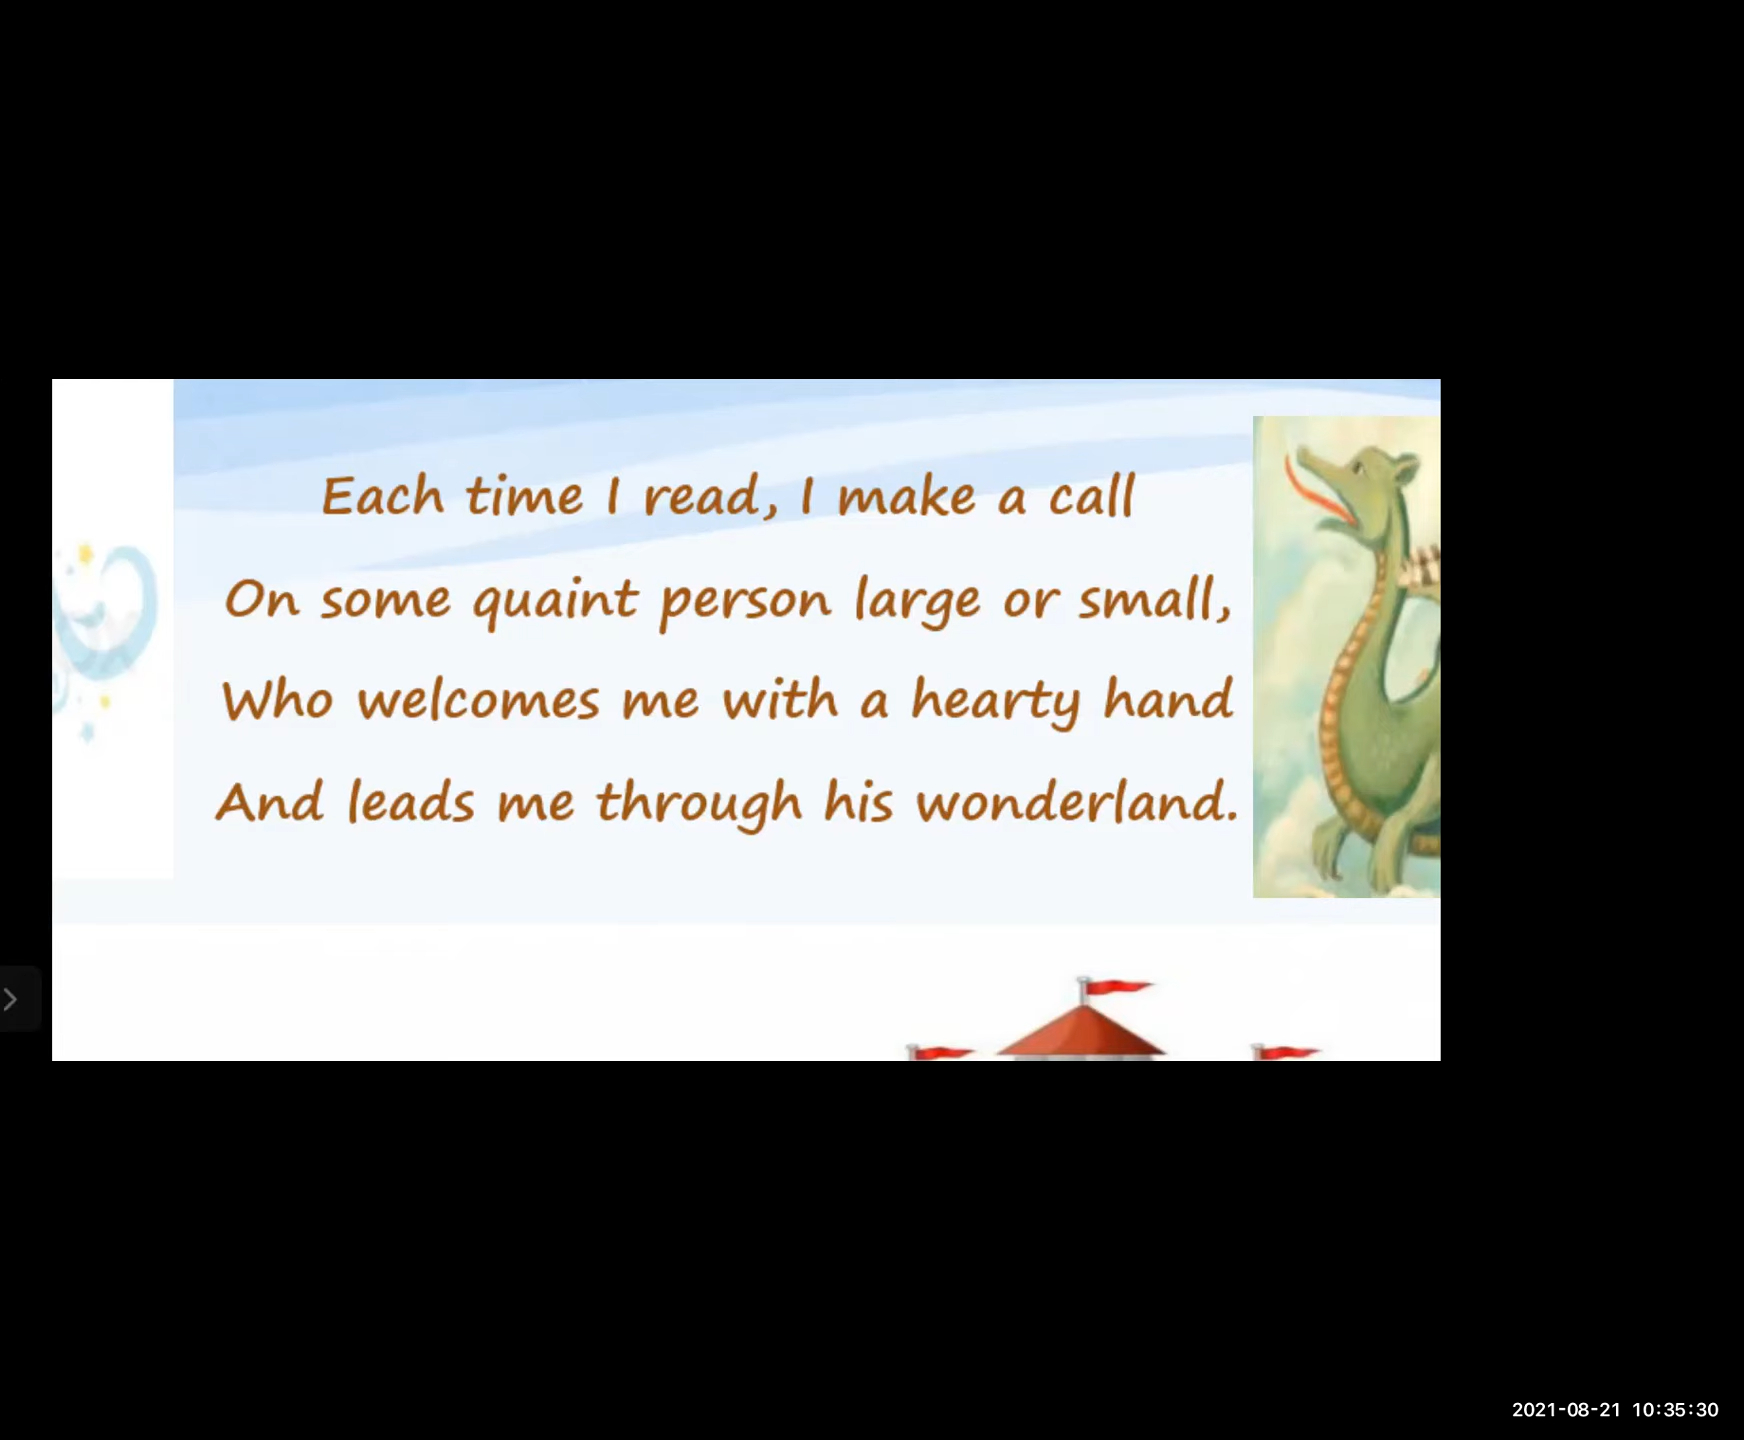 Each time I read, I make a call
On some quaint person large or small,
Who welcomes me with a hearty hand
And leads me through his wonderland.
2021-08-21 10:35:30